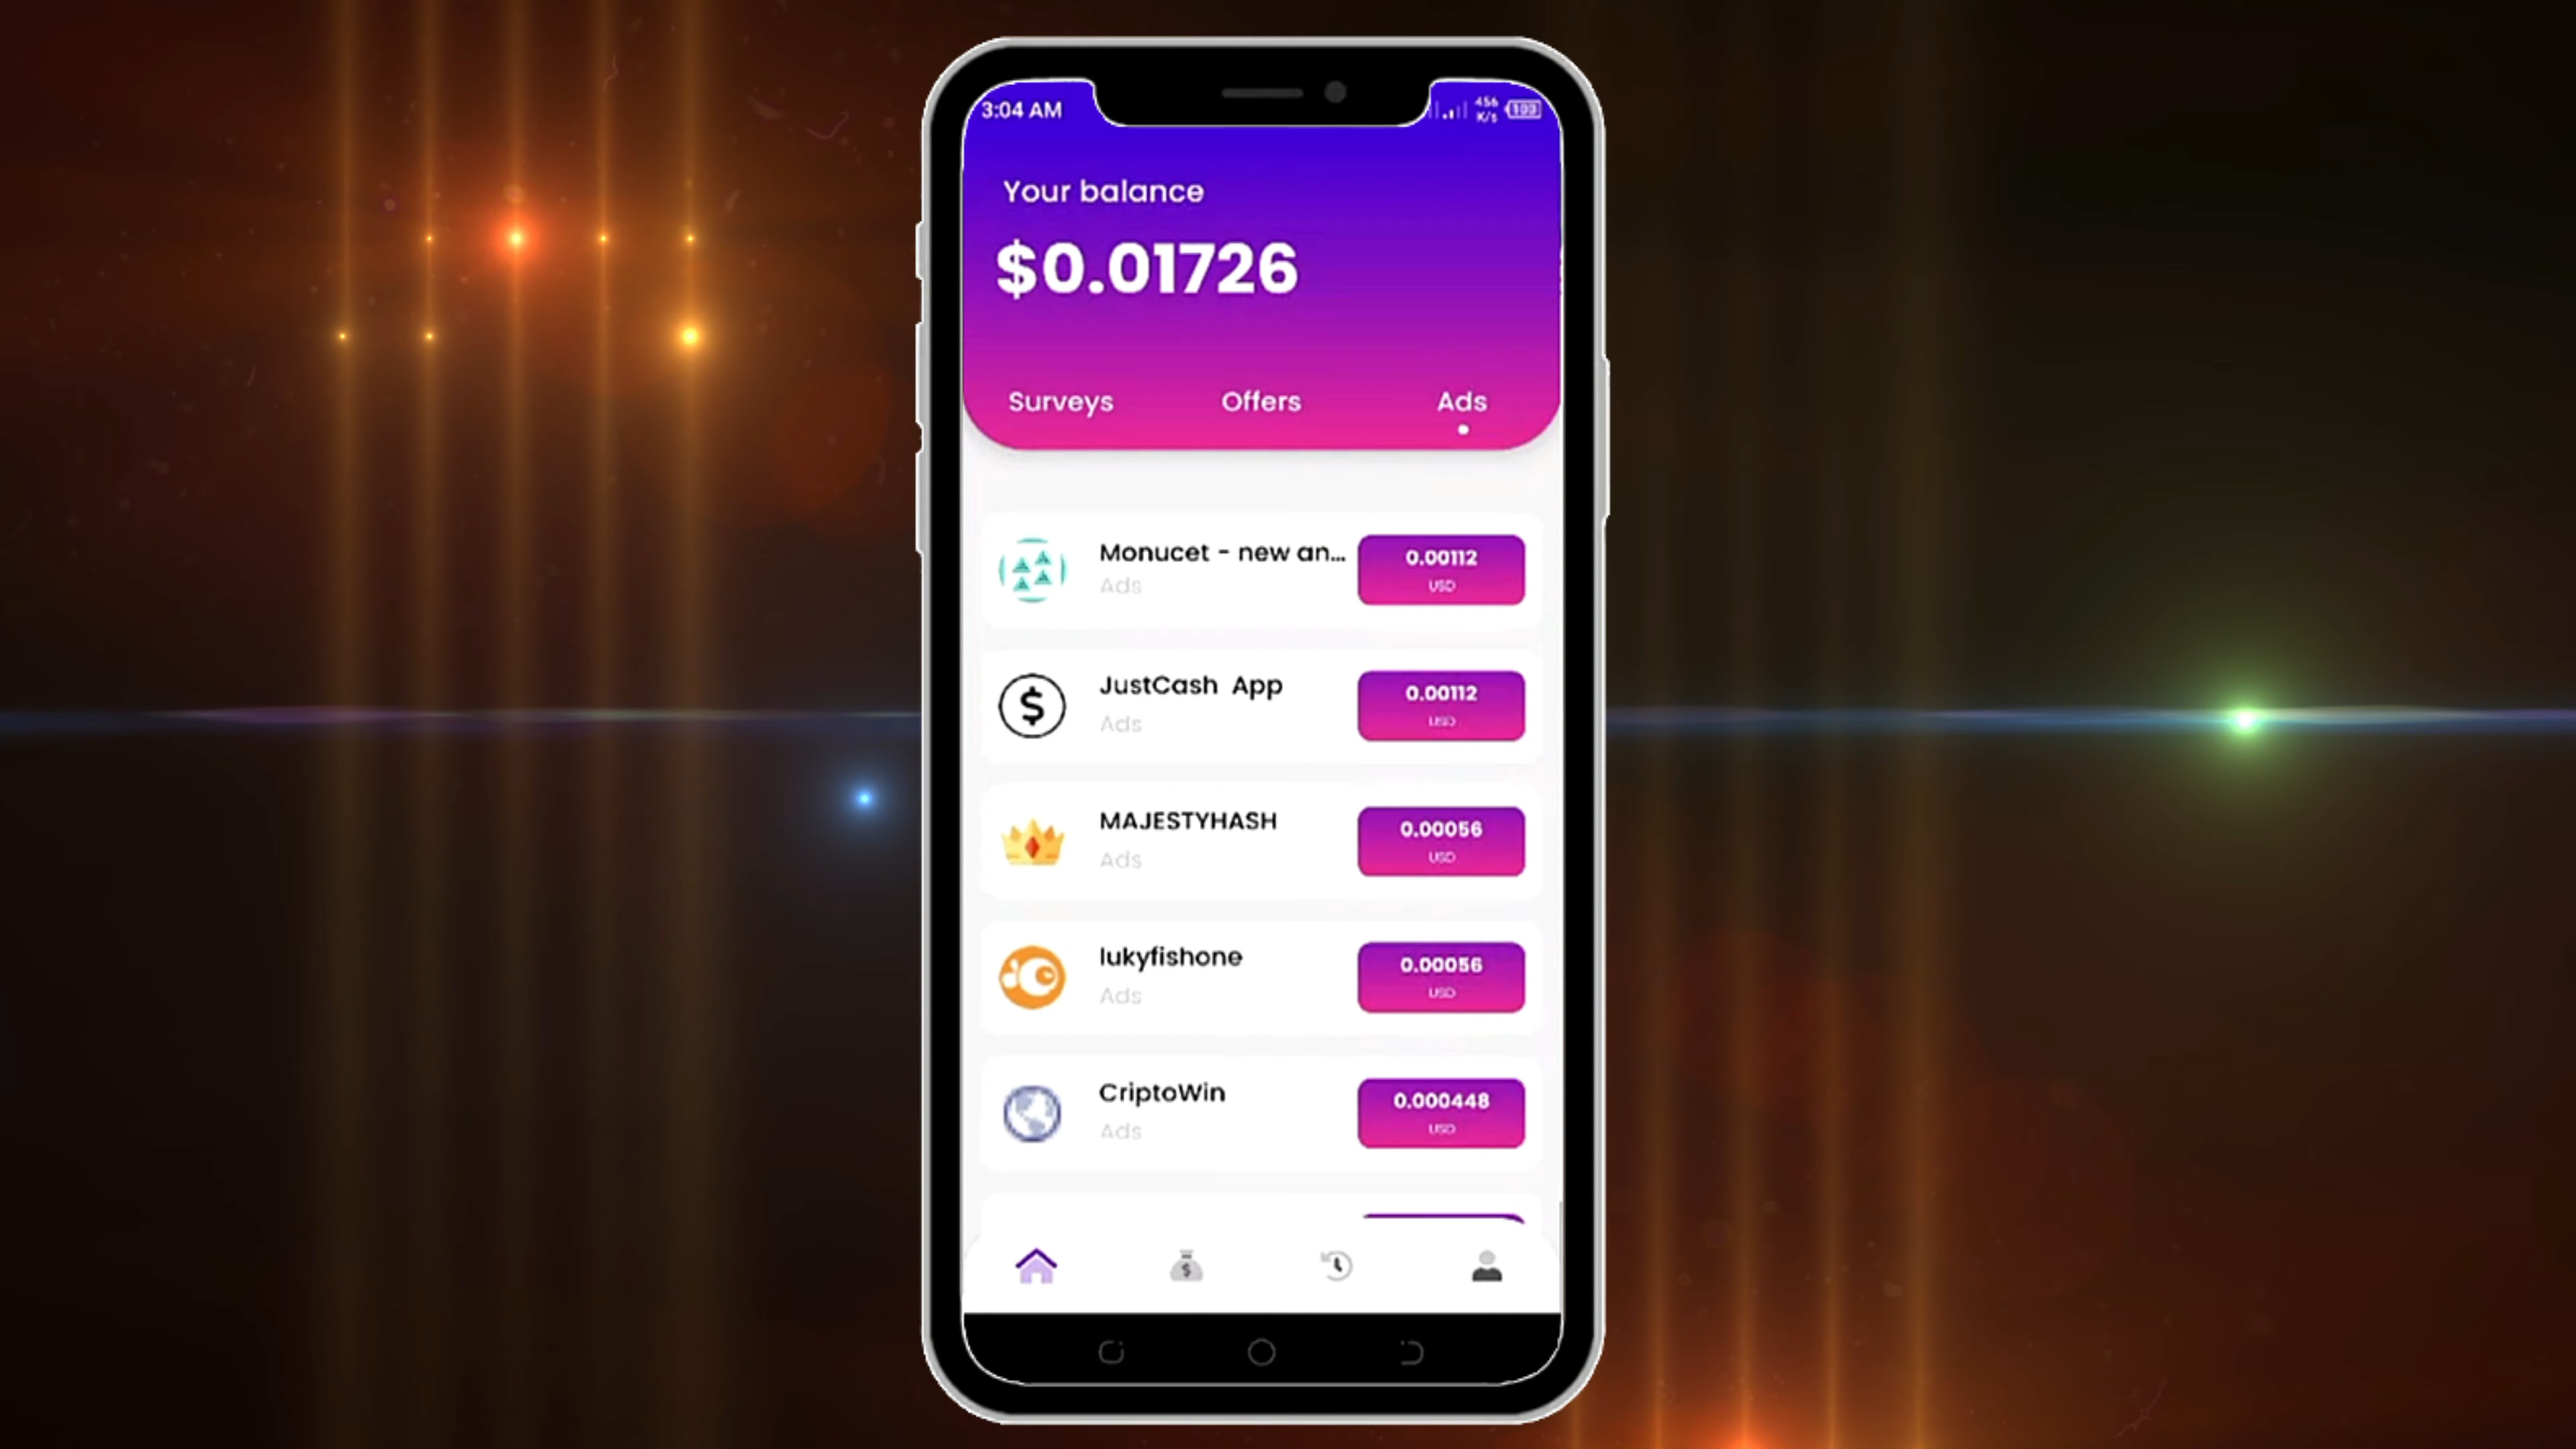 3:04 AM
456
K/s
100
Your balance
$0.01726
Surveys
Offers
Ads
Monucet - new an...
Ads
0.00112
USD
JustCash App
Ads
0.00112
USD
MAJESTYHASH
Ads
0.00056
USD
lukyfishone
Ads
0.00056
USD
CriptoWin
Ads
0.000448
USD